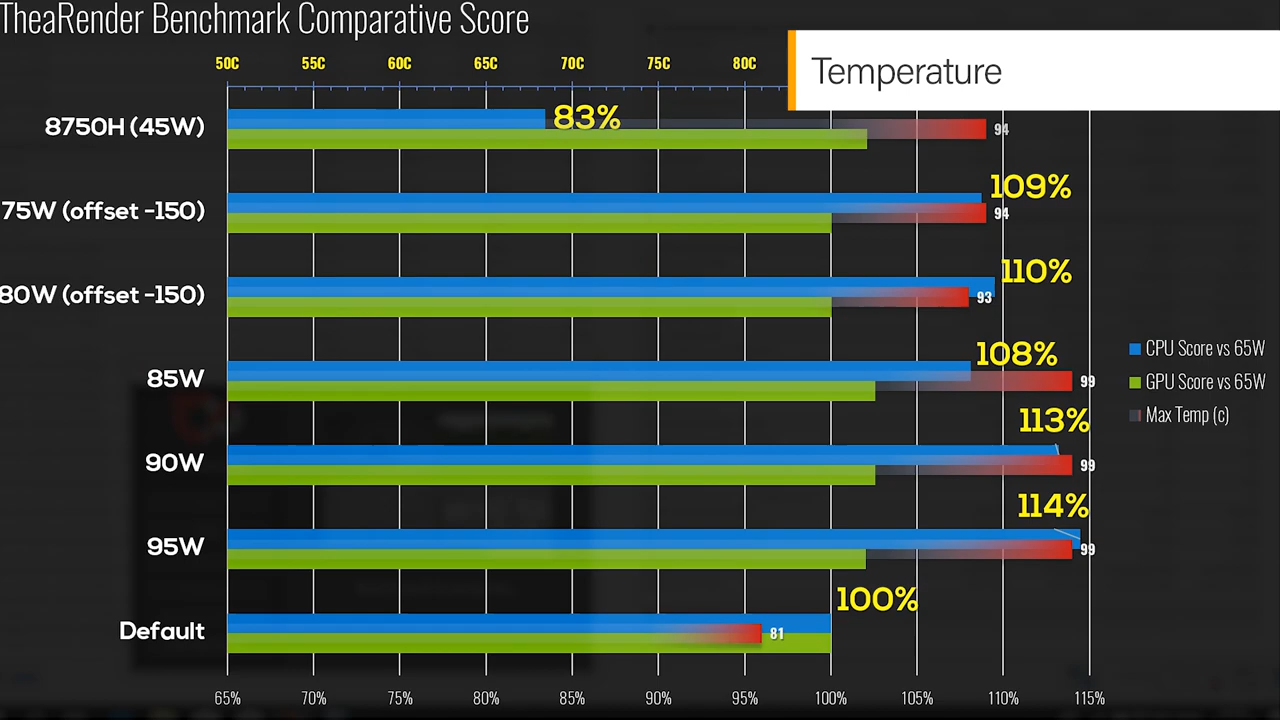 TheaRender Benchmark Comparative Score
Temperature
50C 55C 60C 65C 70C 75C 80C
8750H (45W) 83% 94
109%
75W (offset -150) 94
110%
80W (offset -150) 93
108%
85W 99
113%
90W 99
114%
95W 99
100%
Default 81
CPU Score vs 65W
GPU Score vs 65W
Max Temp (c)
65% 70% 75% 80% 85% 90% 95% 100% 105% 110% 115%